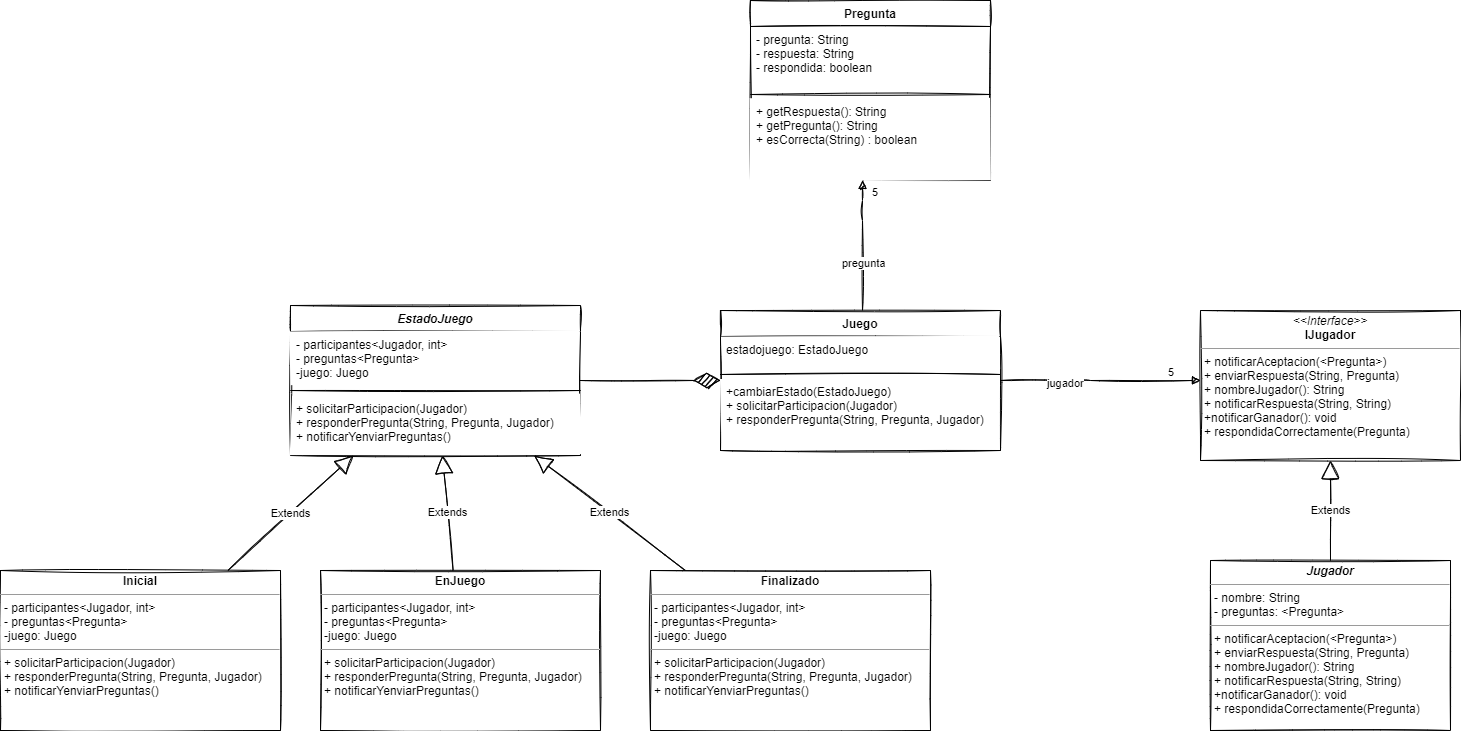 Pregunta
- pregunta: String
- respuesta: String
- respondida: boolean
+ getRespuesta(): String
+ getPregunta(): String
+ esCorrecta(String) : boolean
5
pregunta
EstadoJuego
- participantes<Jugador, int>
- preguntas<Pregunta>
-juego: Juego
+ solicitarParticipacion(Jugador)
+ responderPregunta(String, Pregunta, Jugador)
+ notificarYenviarPreguntas()
Juego
estadojuego: EstadoJuego
+cambiarEstado(EstadoJuego)
+ solicitarParticipacion(Jugador)
+ responderPregunta(String, Pregunta, Jugador)
jugador
5
<<Interface>>
IJugador
+ notificarAceptacion(<Pregunta>)
+ enviarRespuesta(String, Pregunta)
+ nombreJugador(): String
+ notificarRespuesta(String, String)
+notificarGanador(): void
+ respondidaCorrectamente(Pregunta)
Extends
Extends
Extends
Extends
Inicial
- participantes<Jugador, int>
- preguntas<Pregunta>
-juego: Juego
+ solicitarParticipacion(Jugador)
+ responderPregunta(String, Pregunta, Jugador)
+ notificarYenviarPreguntas()
EnJuego
- participantes<Jugador, int>
- preguntas<Pregunta>
-juego: Juego
+ solicitarParticipacion(Jugador)
+ responderPregunta(String, Pregunta, Jugador)
+ notificarYenviarPreguntas()
Finalizado
- participantes<Jugador, int>
- preguntas<Pregunta>
-juego: Juego
+ solicitarParticipacion(Jugador)
+ responderPregunta(String, Pregunta, Jugador)
+ notificarYenviarPreguntas()
Jugador
- nombre: String
- preguntas: <Pregunta>
+ notificarAceptacion(<Pregunta>)
+ enviarRespuesta(String, Pregunta)
+ nombreJugador(): String
+ notificarRespuesta(String, String)
+notificarGanador(): void
+ respondidaCorrectamente(Pregunta)